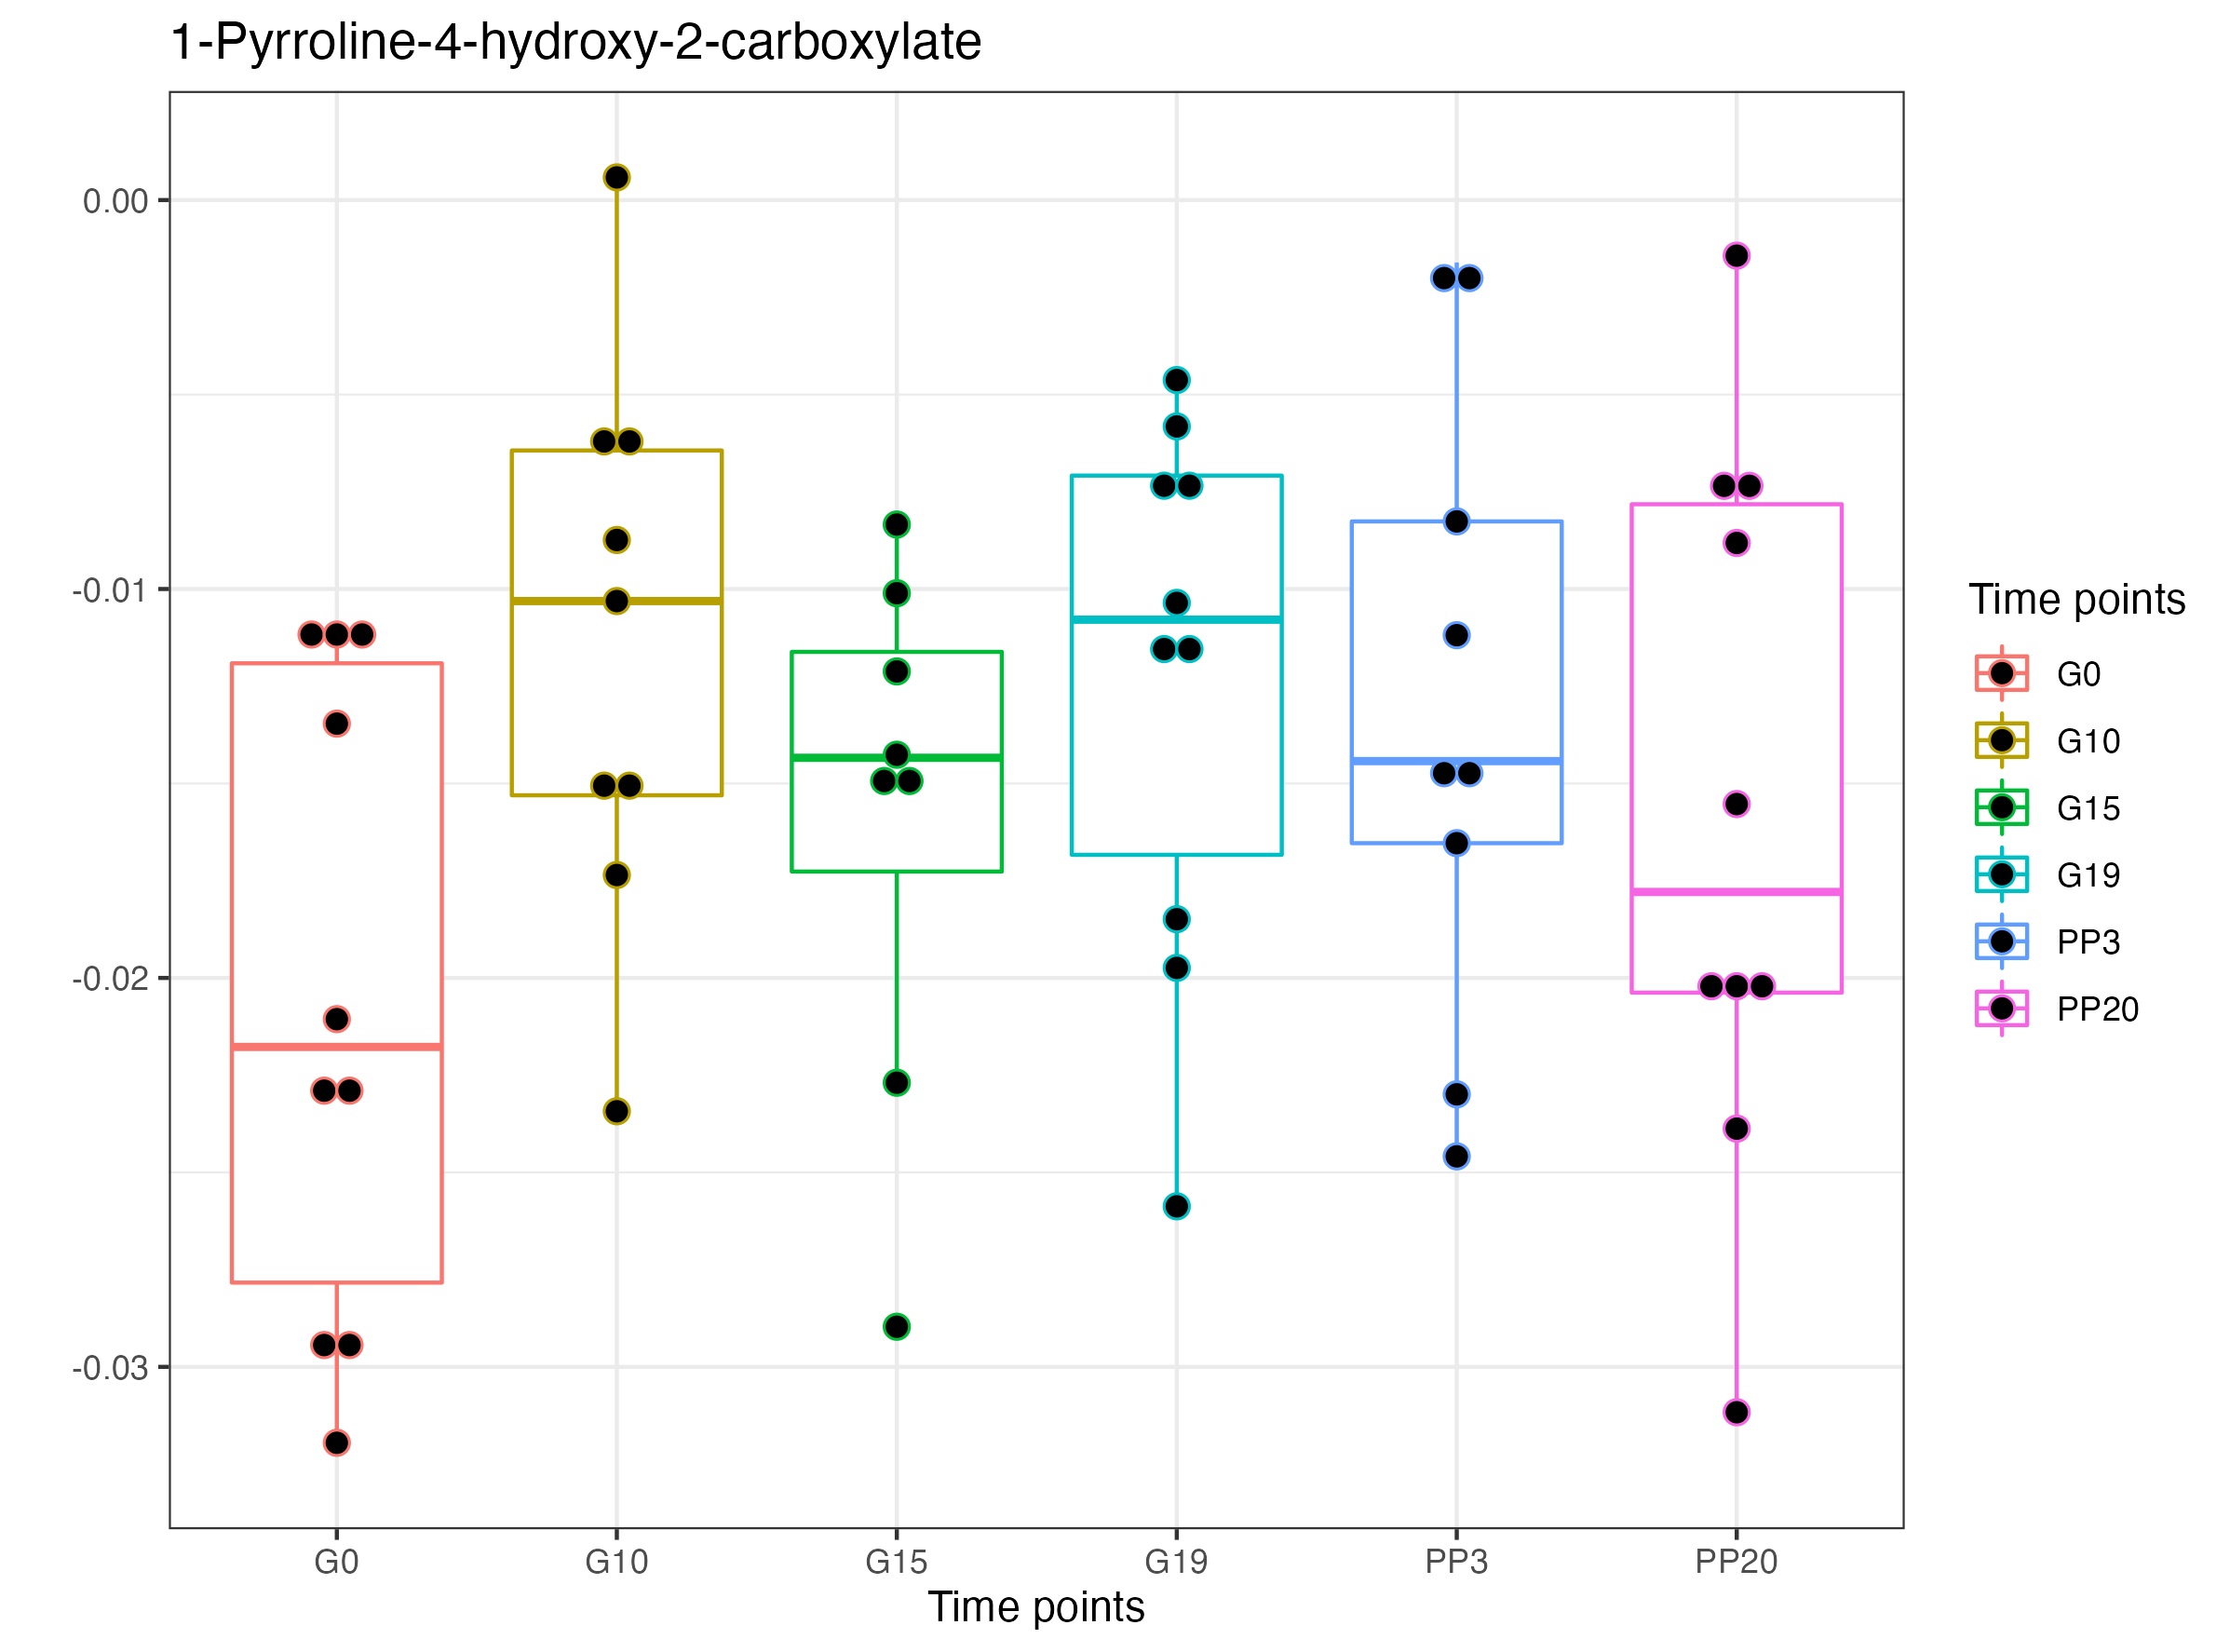 1-Pyrroline-4-hydroxy-2-carboxylate
0.00
-0.01
-0.02
-0.03
G0 G10 G15 G19 PP3 PP20
Time points
Time points
G0
G10
G15
G19
PP3
PP20